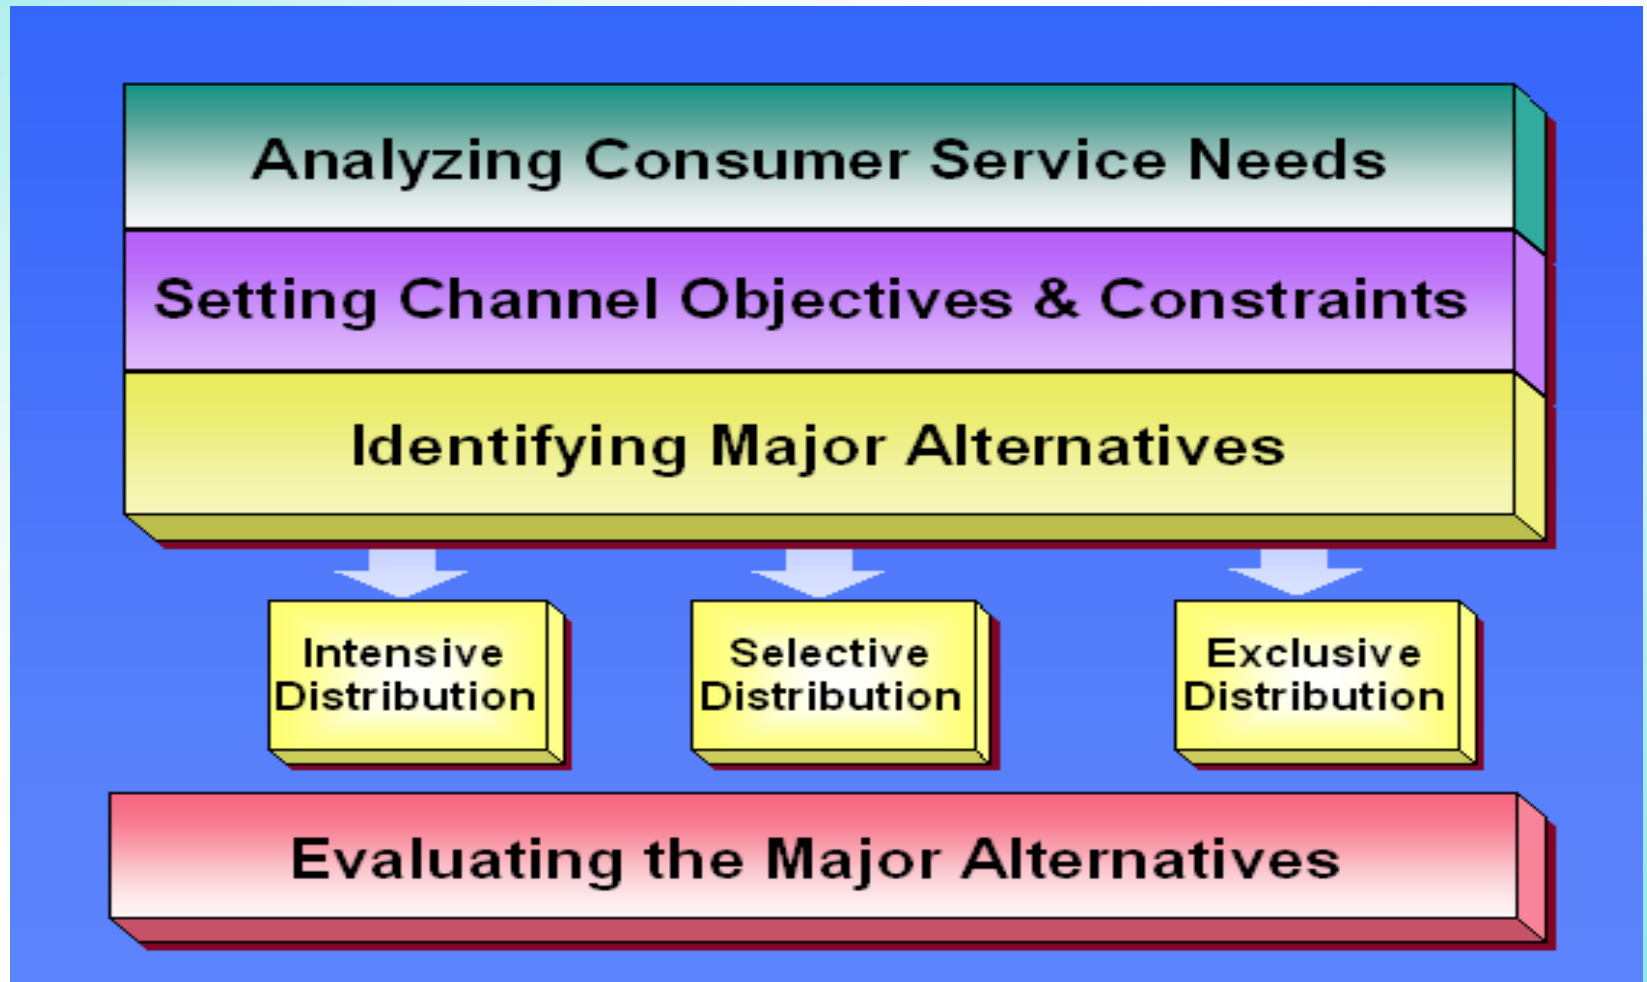 Analyzing Consumer Service Needs
Setting Channel Objectives & Constraints
Identifying Major Alternatives
Intensive
Distribution
Selective
Distribution
Exclusive
Distribution
Evaluating the Major Alternatives